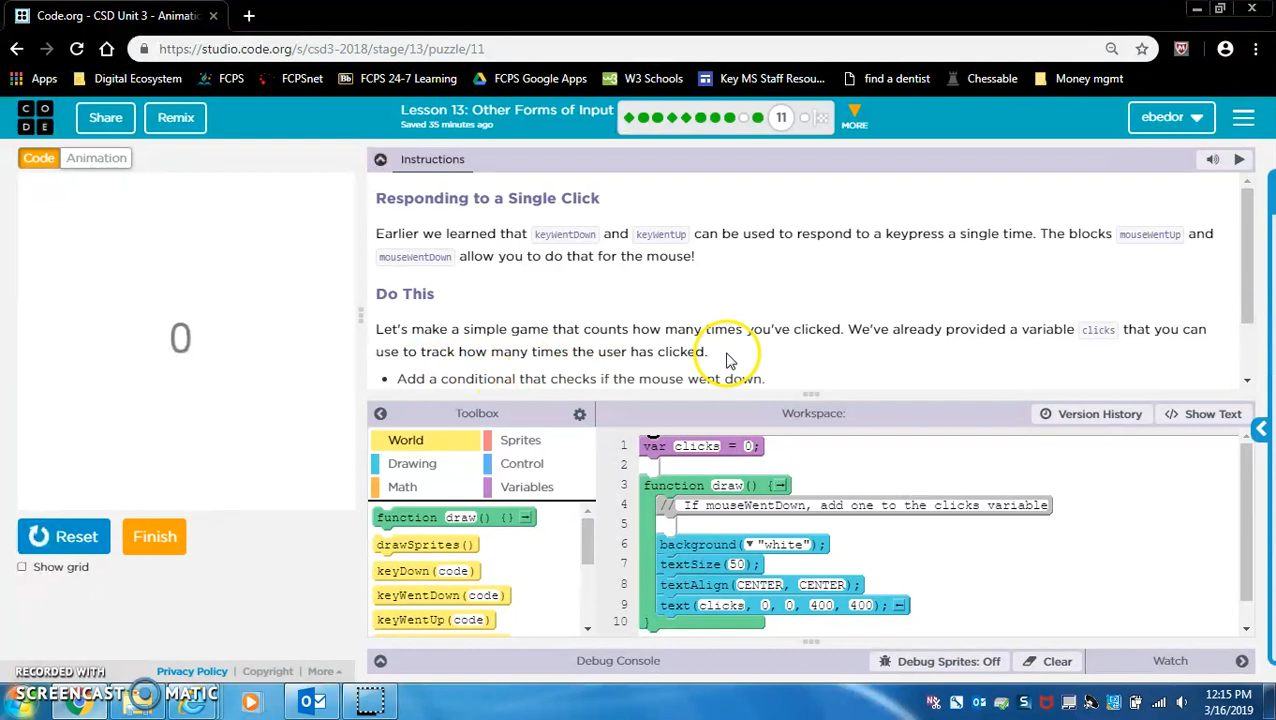 Code.org - CSD Unit 3 - Animatic
https://studio.code.org/s/csd3-2018/stage/13/puzzle/11
Apps Digital Ecosystem FCPS FCPSnet Bb FCPS 24-7 Learning FCPS Google Apps W3 Schools Key MS Staff Resou... find a dentist Chessable Money mgmt
C O D E Share Remix Lesson 13: Other Forms of Input 11 MORE ebedor
Saved 35 minutes ago
Code Animation
Instructions
Responding to a Single Click
Earlier we learned that keyWentDown and keyWentUp can be used to respond to a keypress a single time. The blocks mouseWentUp and
mouseWentDown allow you to do that for the mouse!
Do This
Let's make a simple game that counts how many times you've clicked. We've already provided a variable clicks that you can
use to track how many times the user has clicked.
• Add a conditional that checks if the mouse went down.
0
Toolbox
Workspace: Version History </> Show Text
World Sprites
Drawing Control
Math Variables
function draw() {}
drawSprites()
keyDown(code)
keyWentDown(code)
keyWentUp(code)
1 var clicks = 0;
2
3 function draw() {
4 // If mouseWentDown, add one to the clicks variable
5
6 background("white");
7 textSize(50);
8 textAlign(CENTER, CENTER);
9 text(clicks, 0, 0, 400, 400);
10 }
Reset Finish
Show grid
Debug Console Debug Sprites: Off Clear Watch
Privacy Policy | Copyright | More
RECORDED WITH
SCREENCAST MATIC
12:15 PM
3/16/2019